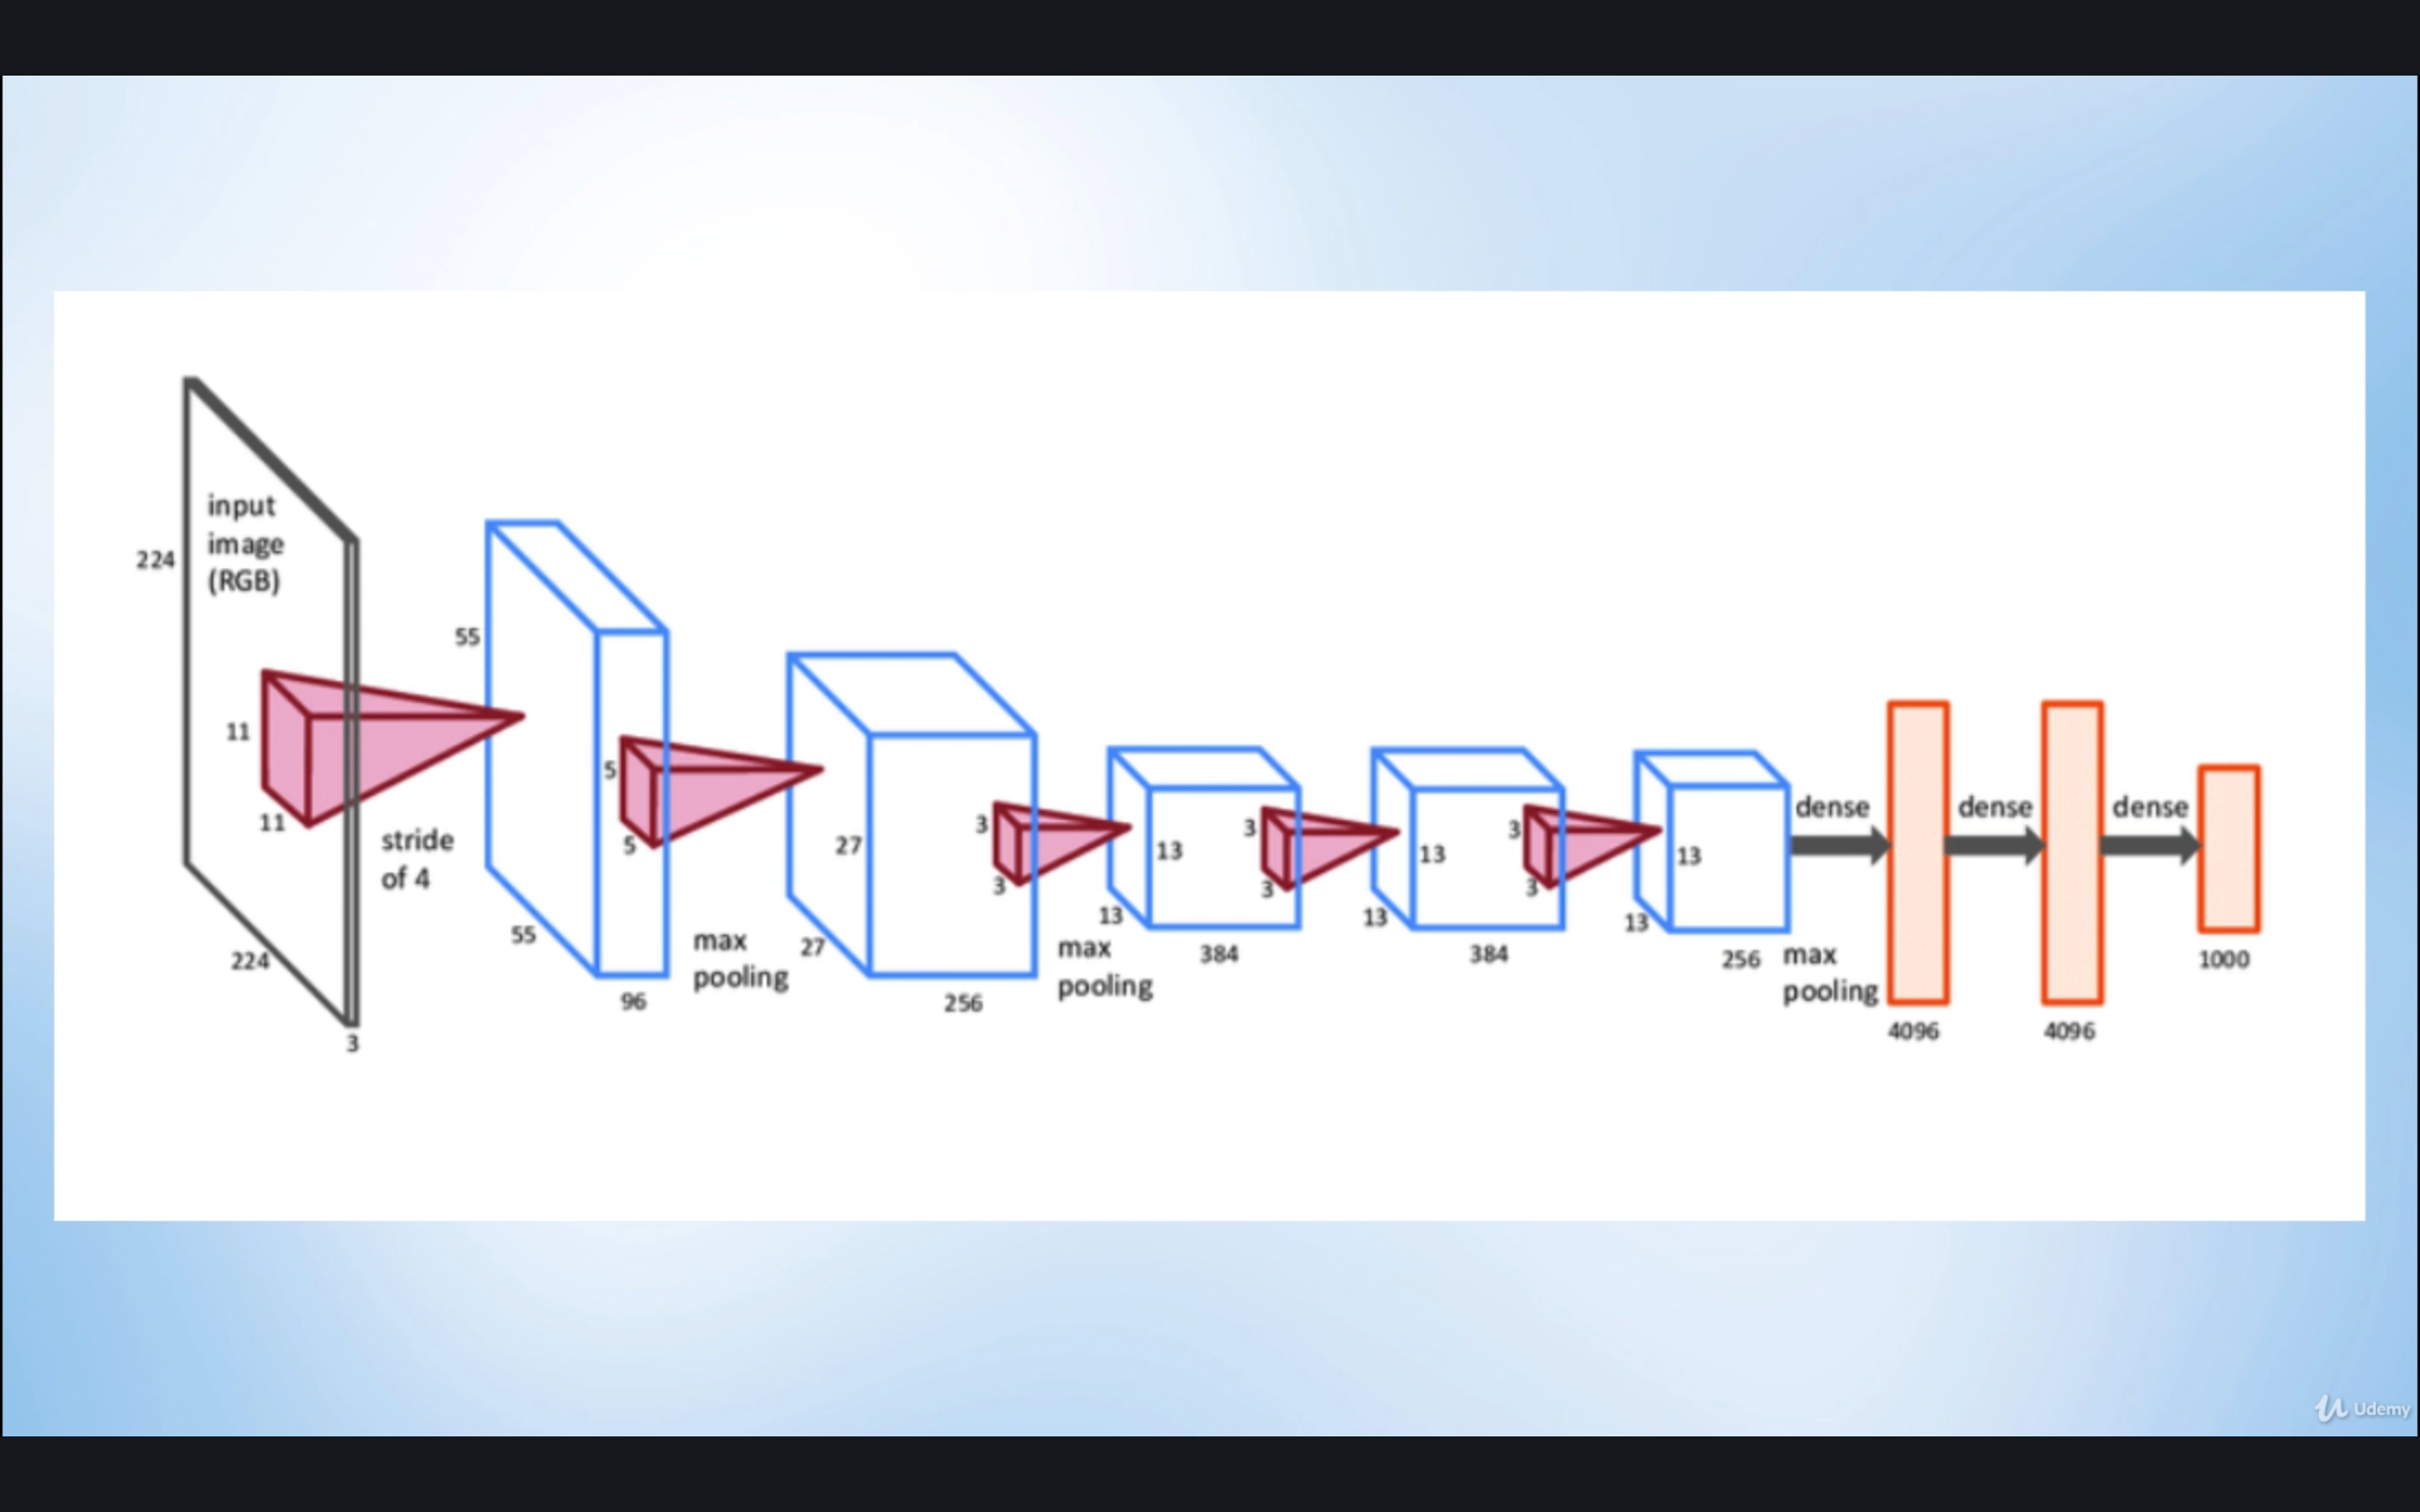 input
image
(RGB)
224
224
3
11
11
stride
of 4
55
55
96
5
5
max
pooling
27
27
256
3
3
max
pooling
13
13
384
3
3
13
13
384
3
3
13
13
256
max
pooling
dense
4096
dense
4096
dense
1000
Udemy